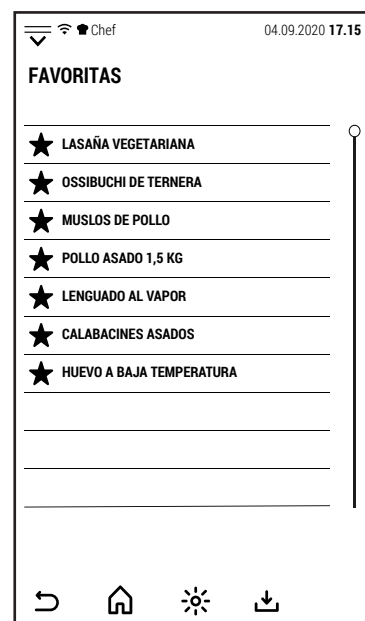 Chef 04.09.2020 17.15
FAVORITAS
LASAÑA VEGETARIANA
OSSIBUCHI DE TERNERA
MUSLOS DE POLLO
POLLO ASADO 1,5 KG
LENGUADO AL VAPOR
CALABACINES ASADOS
HUEVO A BAJA TEMPERATURA